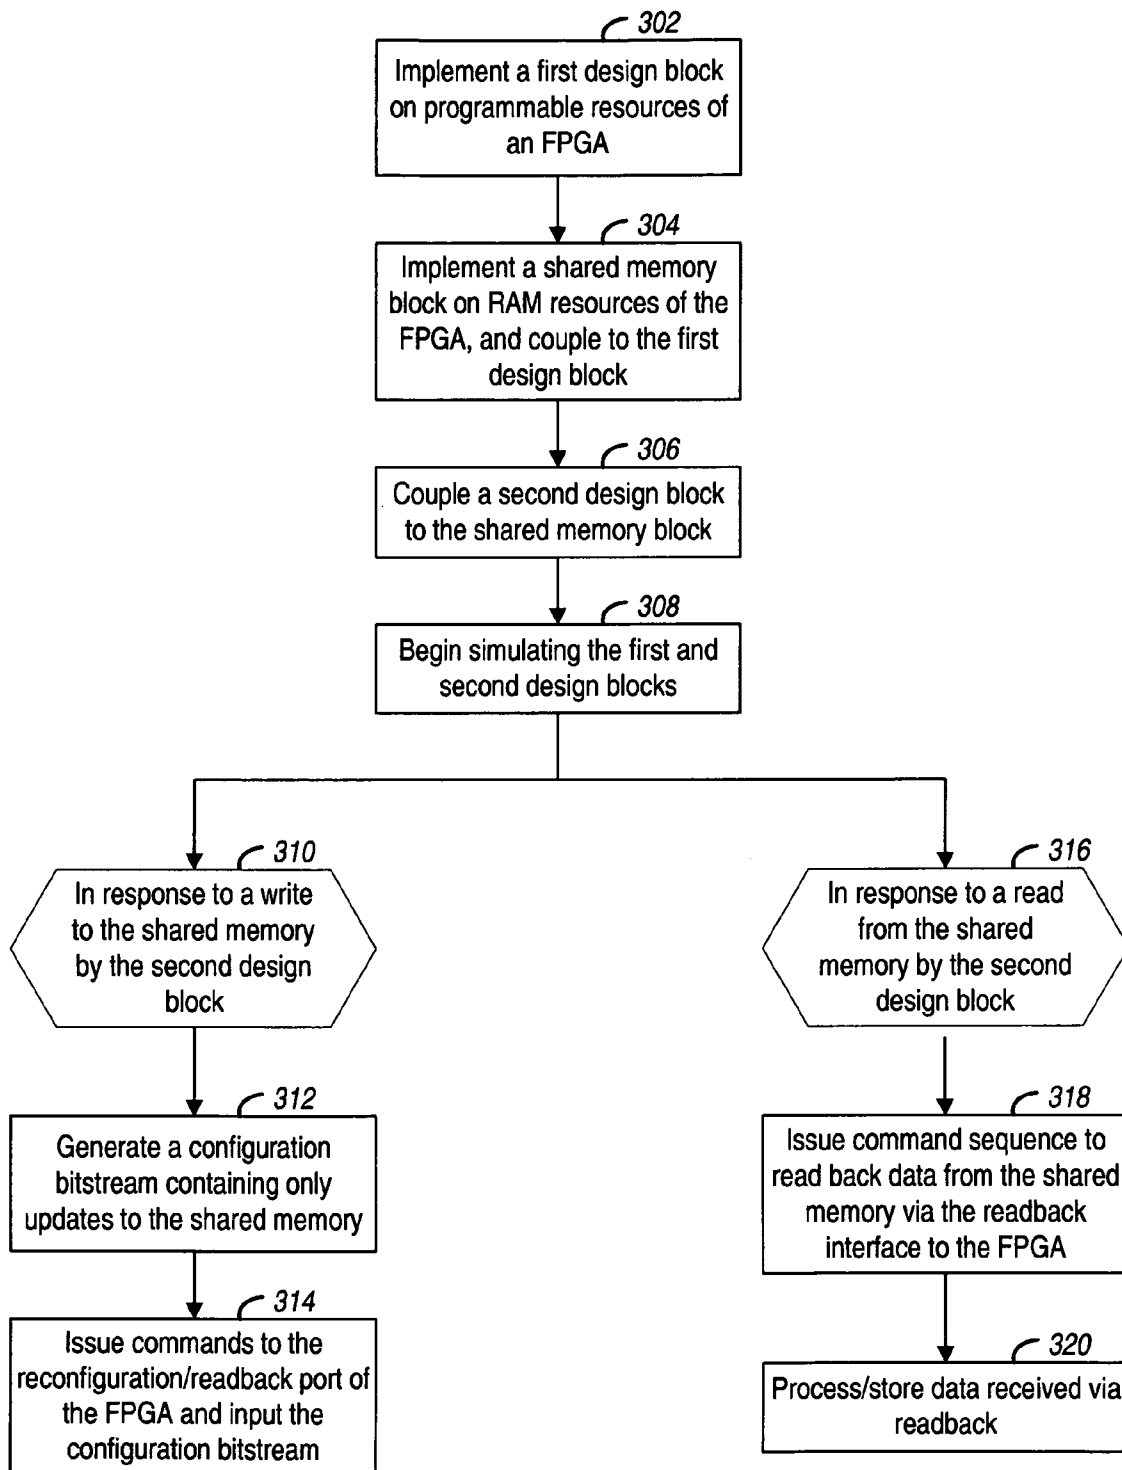 302
Implement a first design block
on programmable resources of
an FPGA
304
Implement a shared memory
block on RAM resources of the
FPGA, and couple to the first
design block
306
Couple a second design block
to the shared memory block
308
Begin simulating the first and
second design blocks
310
In response to a write
to the shared memory
by the second design
block
312
Generate a configuration
bitstream containing only
updates to the shared memory
314
Issue commands to the
reconfiguration/readback port of
the FPGA and input the
configuration bitstream
316
In response to a read
from the shared
memory by the second
design block
318
Issue command sequence to
read back data from the shared
memory via the readback
interface to the FPGA
320
Process/store data received via
readback